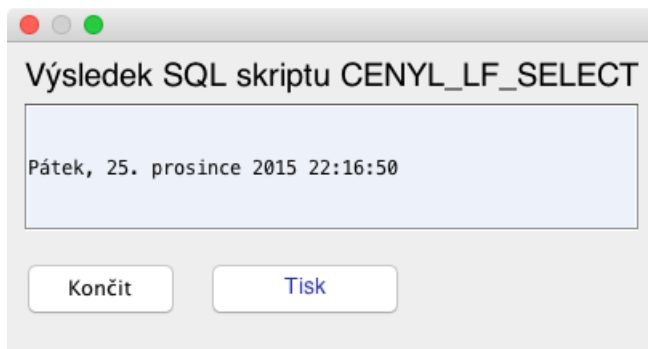 Výsledek SQL skriptu CENYL_LF_SELECT
Pátek, 25. prosince 2015 22:16:50
Končit
Tisk